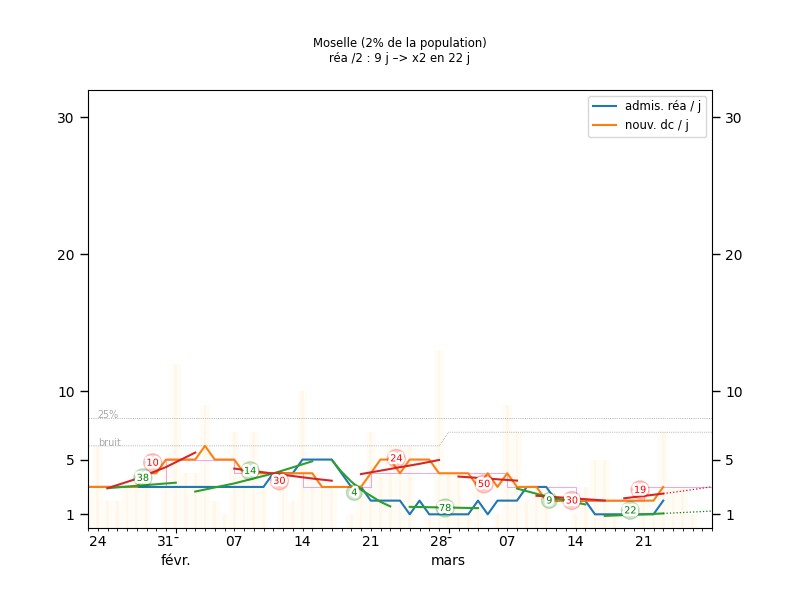 Moselle (2% de la population)
réa /2 : 9 j –> x2 en 22 j
admis. réa / j
nouv. dc / j
30 30
20 20
10 10
25%
bruit
5 5
10 38 14 30 4 24 78 50 9 30 22 19
1 1
24 31 07 14 21 28 07 14 21
févr. mars